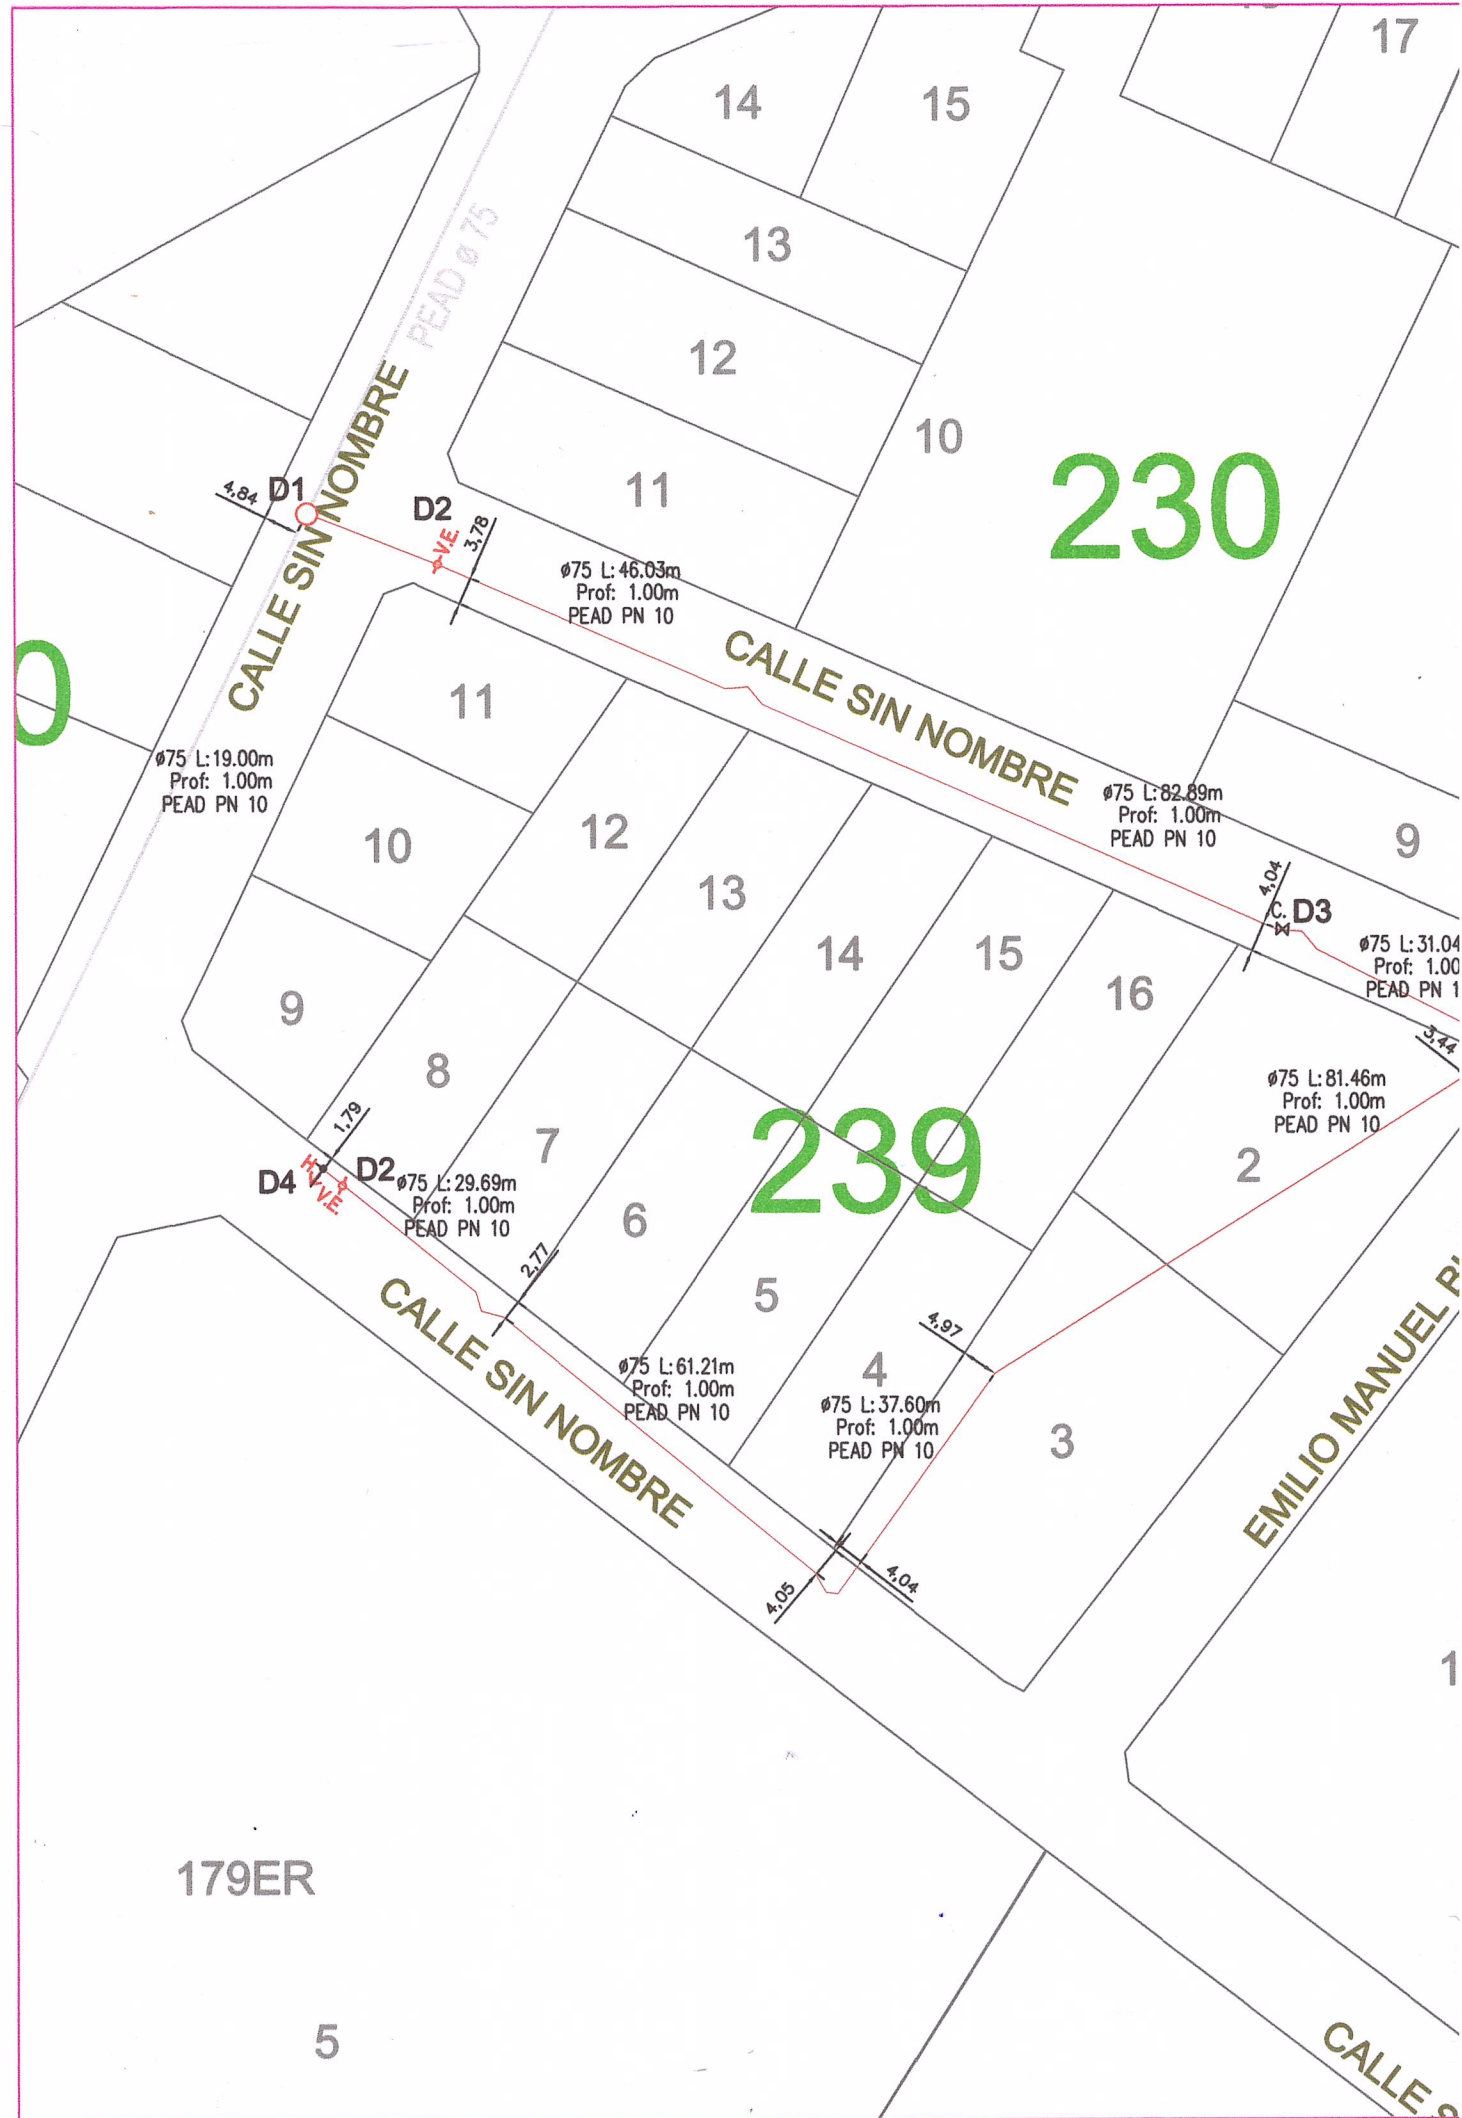 17
14
15
13
PEAD ø 75
12
10
230
11
CALLE SIN NOMBRE
4,84
D1
D2
V.E.
3,78
ø75 L:46.03m
Prof: 1.00m
PEAD PN 10
CALLE SIN NOMBRE
0
11
ø75 L:19.00m
Prof: 1.00m
PEAD PN 10
ø75 L:82.89m
Prof: 1.00m
PEAD PN 10
9
10
12
13
4,04
C.
D3
ø75 L:31.04
Prof: 1.00
PEAD PN 1
14
15
16
9
3,44
8
ø75 L:81.46m
Prof: 1.00m
PEAD PN 10
1,79
7
239
2
D4
H.
V.E.
D2
ø75 L:29.69m
Prof: 1.00m
PEAD PN 10
6
2,77
5
CALLE SIN NOMBRE
4,97
ø75 L:61.21m
Prof: 1.00m
PEAD PN 10
4
ø75 L:37.60m
Prof: 1.00m
PEAD PN 10
3
EMILIO MANUEL
4,05
4,04
1
179ER
5
CALLE S